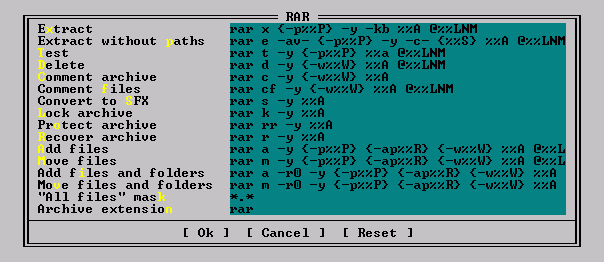 RAR
Extract rar x {-p%%P} -y -kb %%A @%%LNM
Extract without paths rar e -av- {-p%%P} -y -c- {%%S} %%A @%%LNM
Test rar t -y {-p%%P} %%a @%%LNM
Delete rar d -y {-w%%W} %%A @%%LNM
Comment archive rar c -y {-w%%W} %%A
Comment files rar cf -y {-w%%W} %%A @%%LNM
Convert to SFX rar s -y %%A
Lock archive rar k -y %%A
Protect archive rar rr -y %%A
Recover archive rar r -y %%A
Add files rar a -y {-p%%P} {-ap%%R} {-w%%W} %%A @%%L
Move files rar m -y {-p%%P} {-ap%%R} {-w%%W} %%A @%%L
Add files and folders rar a -r0 -y {-p%%P} {-ap%%R} {-w%%W} %%A
Move files and folders rar m -r0 -y {-p%%P} {-ap%%R} {-w%%W} %%A
"All files" mask *.*
Archive extension rar
[ Ok ] [ Cancel ] [ Reset ]